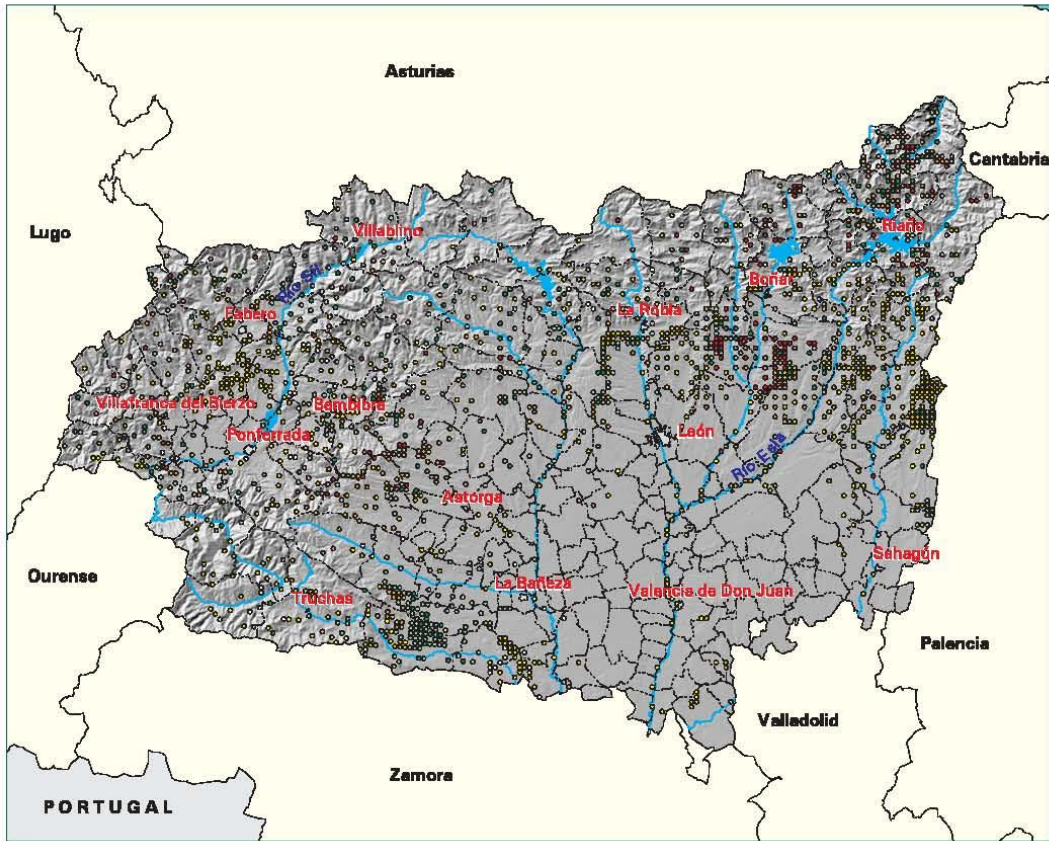 Asturias
Cantabria
Lugo
Villablino
Riaño
Río Sil
Boñar
Fabero
La Robla
Villafranca del Bierzo
Bembibre
Ponferrada
León
Río Esla
Astorga
Sahagún
Ourense
La Bañeza
Valencia de Don Juan
Truchas
Palencia
Valladolid
Zamora
PORTUGAL